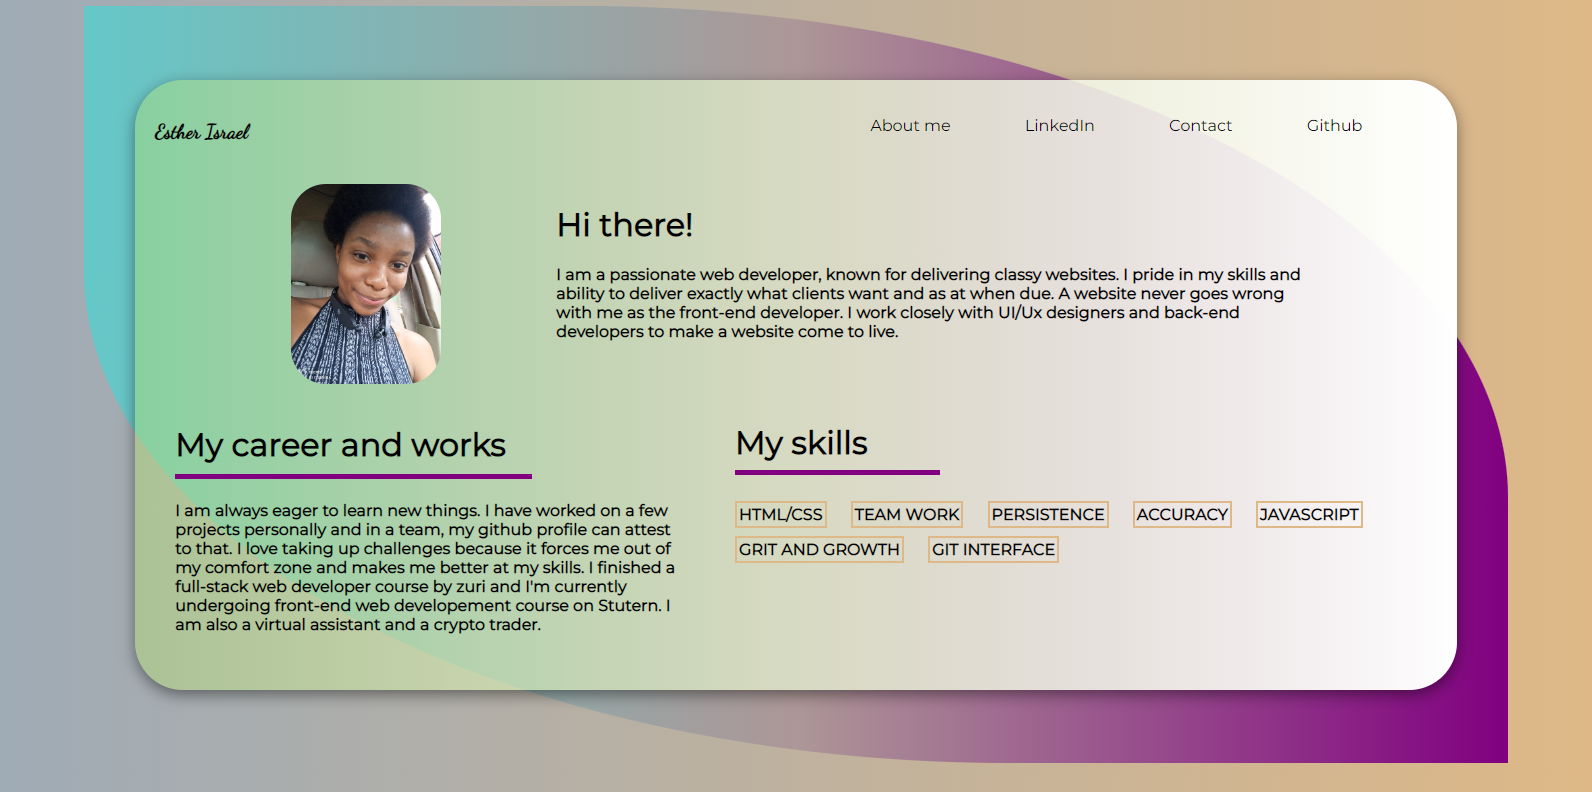 Esther Israel
About me
LinkedIn
Contact
Github
Hi there!
I am a passionate web developer, known for delivering classy websites. I pride in my skills and
ability to deliver exactly what clients want and as at when due. A website never goes wrong
with me as the front-end developer. I work closely with UI/Ux designers and back-end
developers to make a website come to live.
My career and works
I am always eager to learn new things. I have worked on a few
projects personally and in a team, my github profile can attest
to that. I love taking up challenges because it forces me out of
my comfort zone and makes me better at my skills. I finished a
full-stack web developer course by zuri and I'm currently
undergoing front-end web developement course on Stutern. I
am also a virtual assistant and a crypto trader.
My skills
HTML/CSS
TEAM WORK
PERSISTENCE
ACCURACY
JAVASCRIPT
GRIT AND GROWTH
GIT INTERFACE